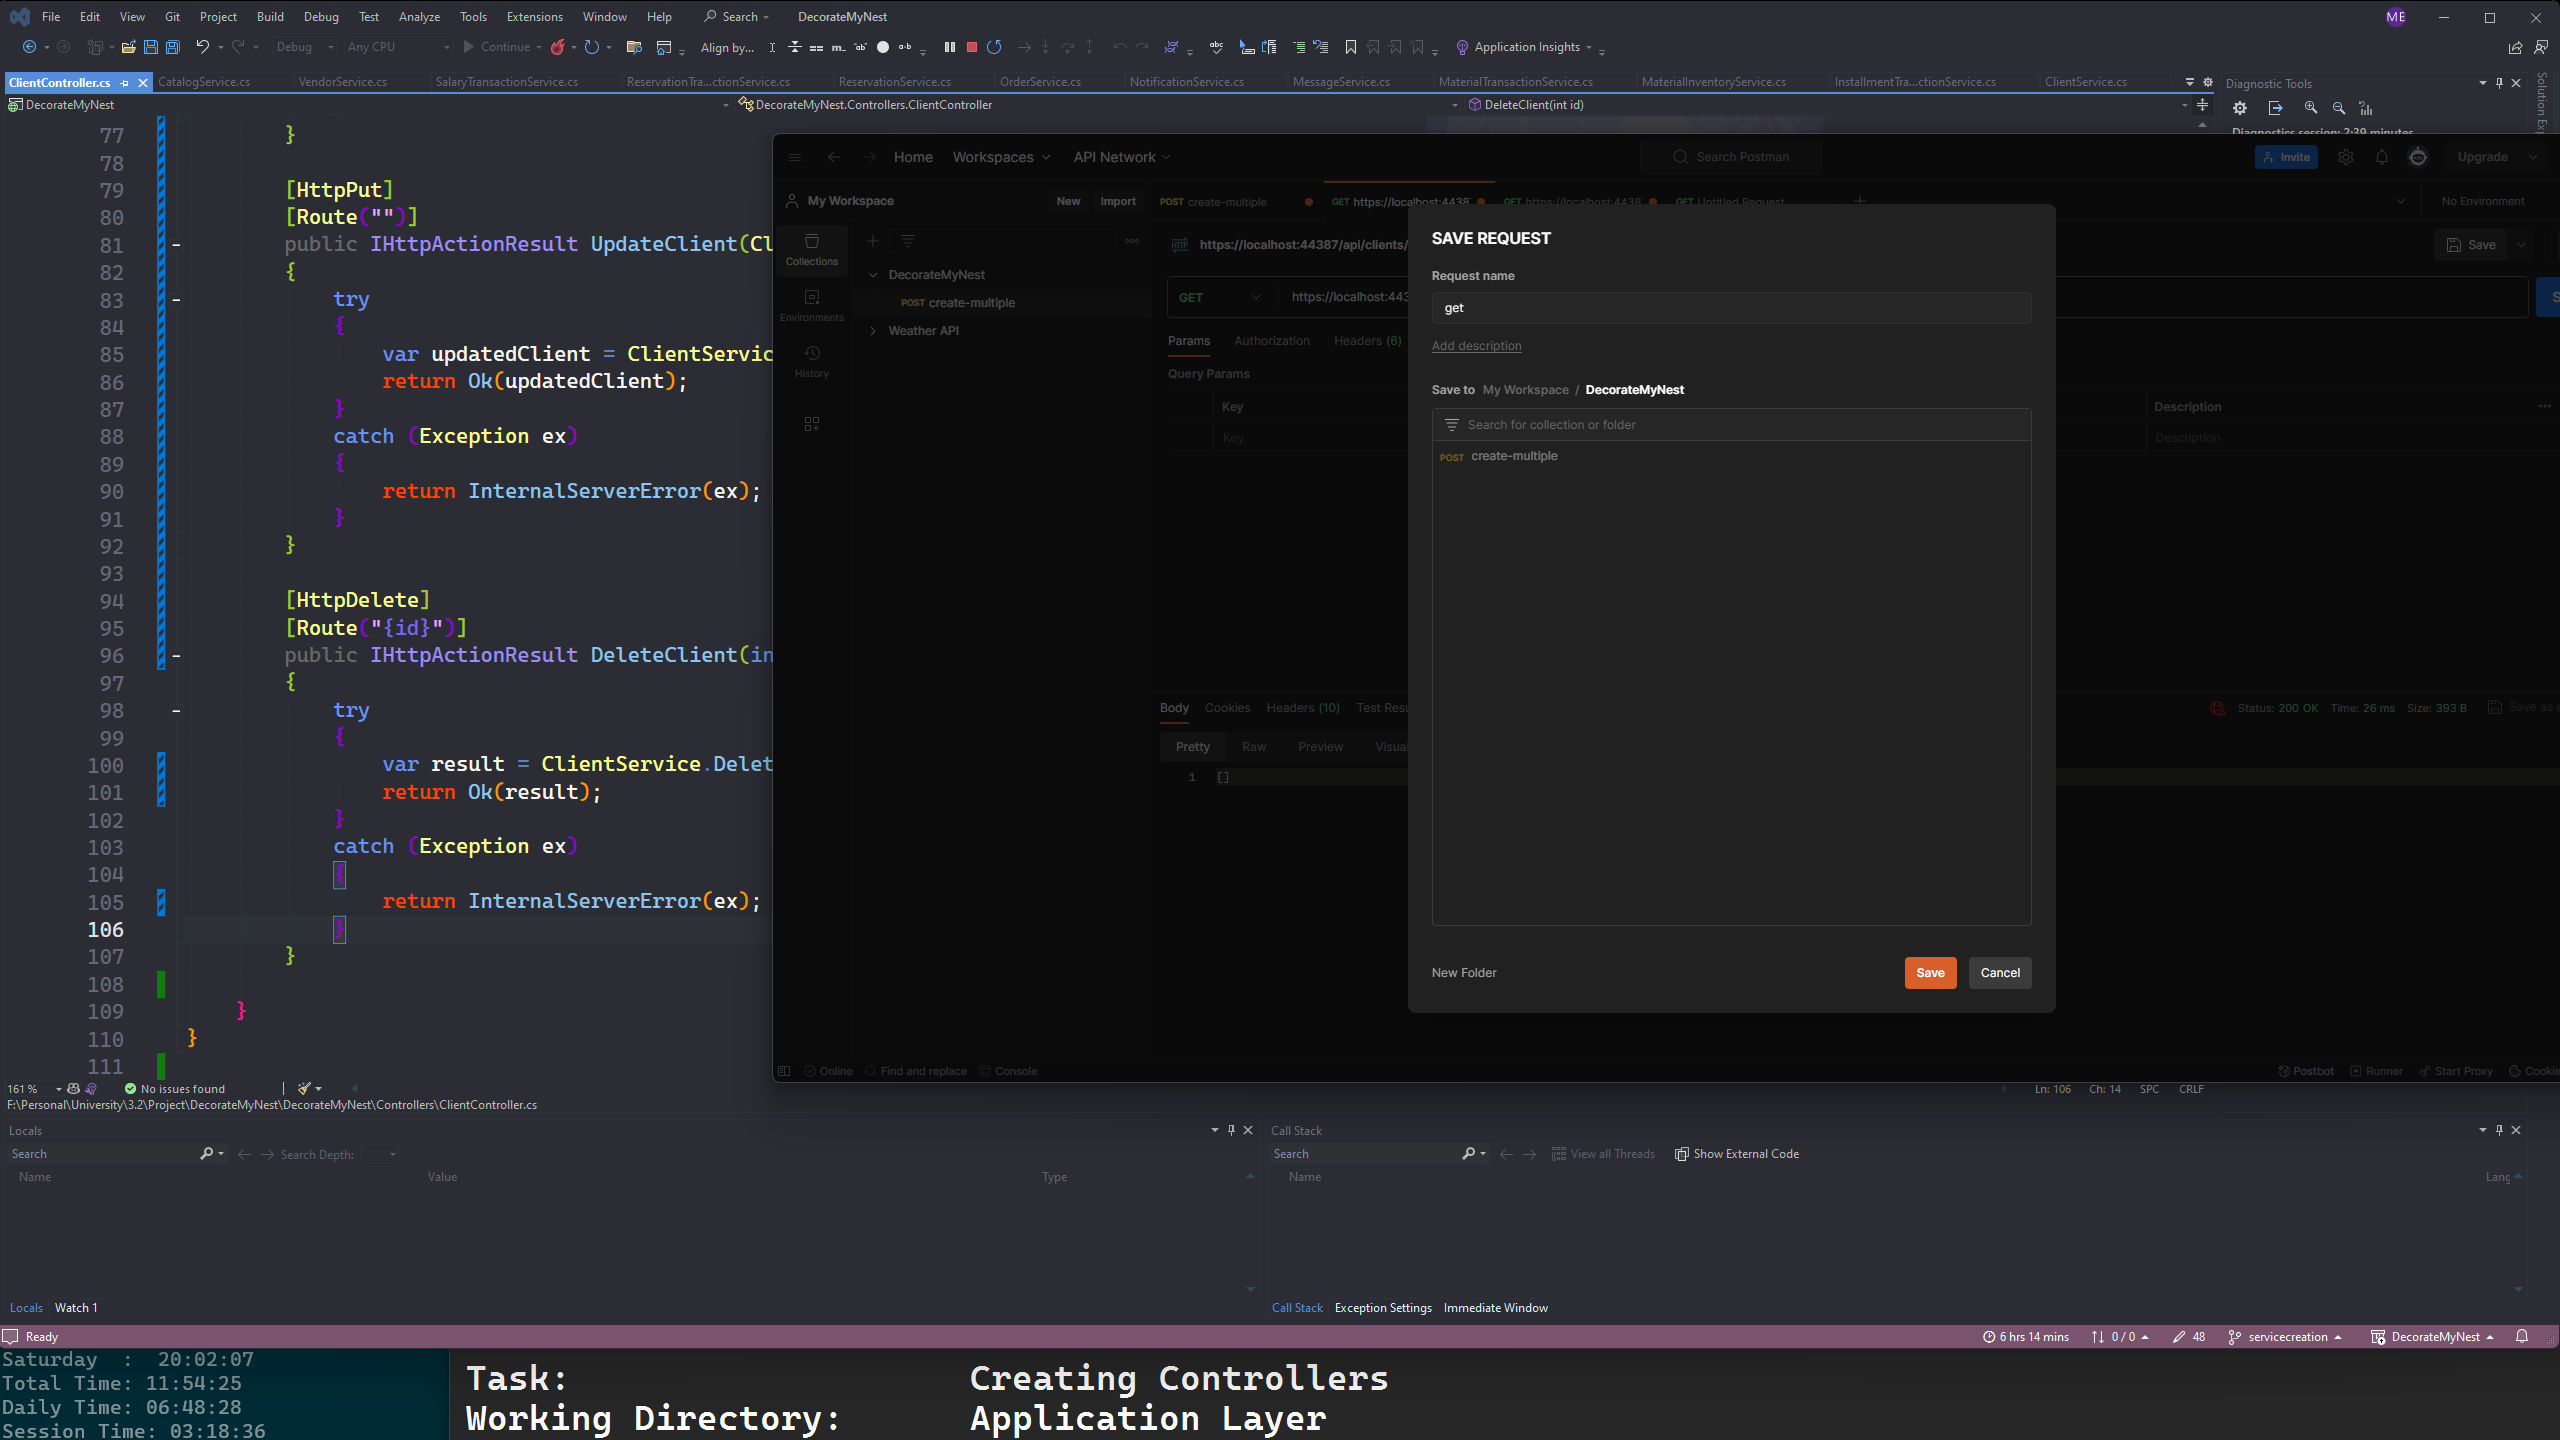 File Edit View Git Project Build Debug Test Analyze Tools Extensions Window Help Search DecorateMyNest ME
Debug Any CPU Continue Align by... Application Insights
ClientController.cs CatalogService.cs VendorService.cs SalaryTransactionService.cs ReservationTra...ctionService.cs ReservationService.cs OrderService.cs NotificationService.cs MessageService.cs MaterialTransactionService.cs MaterialInventoryService.cs InstallmentTra...ctionService.cs ClientService.cs Diagnostic Tools
DecorateMyNest DecorateMyNest.Controllers.ClientController DeleteClient(int id)
Diagnostics session: 2:39 minutes
77 }
78
79 [HttpPut]
80 [Route("")]
81 public IHttpActionResult UpdateClient(Cl
82 {
83 try
84 {
85 var updatedClient = ClientServic
86 return Ok(updatedClient);
87 }
88 catch (Exception ex)
89 {
90 return InternalServerError(ex);
91 }
92 }
93
94 [HttpDelete]
95 [Route("{id}")]
96 public IHttpActionResult DeleteClient(in
97 {
98 try
99 {
100 var result = ClientService.Delet
101 return Ok(result);
102 }
103 catch (Exception ex)
104 {
105 return InternalServerError(ex);
106 }
107 }
108
109 }
110 }
111
Home Workspaces API Network Search Postman Invite Upgrade
My Workspace New Import POST create-multiple GET https://localhost:4438 GET https://localhost:4438 GET Untitled Request No Environment
Collections
Environments
History
DecorateMyNest
POST create-multiple
Weather API
https://localhost:44387/api/clients/ Save
GET https://localhost:443
Params Authorization Headers (6)
Query Params
Key Description
Key Description
Body Cookies Headers (10) Test Resu Status: 200 OK Time: 26 ms Size: 393 B Save as e
Pretty Raw Preview Visual
1 []
SAVE REQUEST
Request name
get
Add description
Save to My Workspace / DecorateMyNest
Search for collection or folder
POST create-multiple
New Folder Save Cancel
Online Find and replace Console Postbot Runner Start Proxy Cookie
161 % No issues found Ln: 106 Ch: 14 SPC CRLF
F:\Personal\University\3.2\Project\DecorateMyNest\DecorateMyNest\Controllers\ClientController.cs
Locals
Search Search Depth:
Name Value Type
Locals Watch 1
Call Stack
Search View all Threads Show External Code
Name Lang
Call Stack Exception Settings Immediate Window
Ready 6 hrs 14 mins 0 / 0 48 servicecreation DecorateMyNest
Saturday : 20:02:07
Total Time: 11:54:25
Daily Time: 06:48:28
Session Time: 03:18:36
Task: Creating Controllers
Working Directory: Application Layer